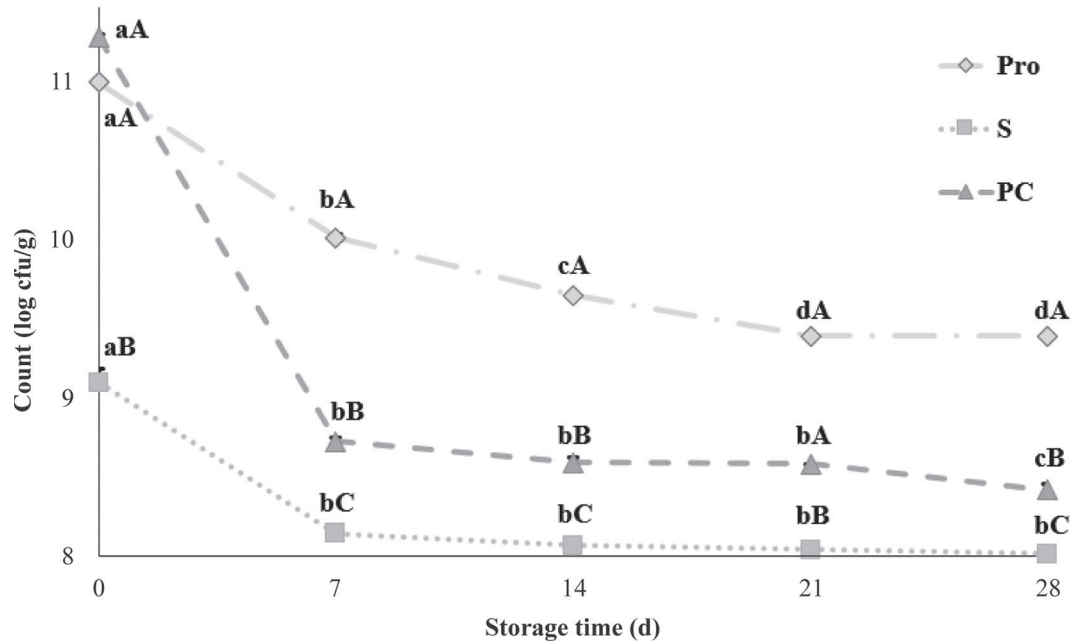 aA
11
aA
Pro
S
PC
bA
10
cA
dA
dA
aB
9
bB
bB
bA
cB
bC
bC
bB
bC
8
0
7
14
21
28
Count (log cfu/g)
Storage time (d)